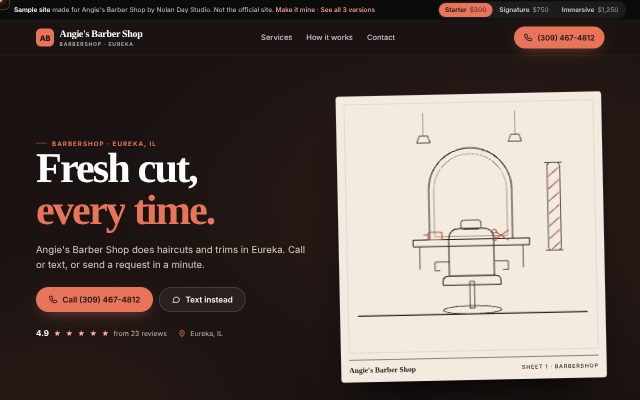 Sample site made for Angie's Barber Shop by Nolan Day Studio. Not the official site. Make it mine · See all 3 versions
Starter $300 Signature $750 Immersive $1,250
AB Angie's Barber Shop
BARBERSHOP · EUREKA
Services How it works Contact
(309) 467-4812
BARBERSHOP · EUREKA, IL
Fresh cut,
every time.
Angie's Barber Shop does haircuts and trims in Eureka. Call
or text, or send a request in a minute.
Call (309) 467-4812 Text instead
4.9 ★ ★ ★ ★ ★ from 23 reviews Eureka, IL
Angie's Barber Shop SHEET 1 · BARBERSHOP